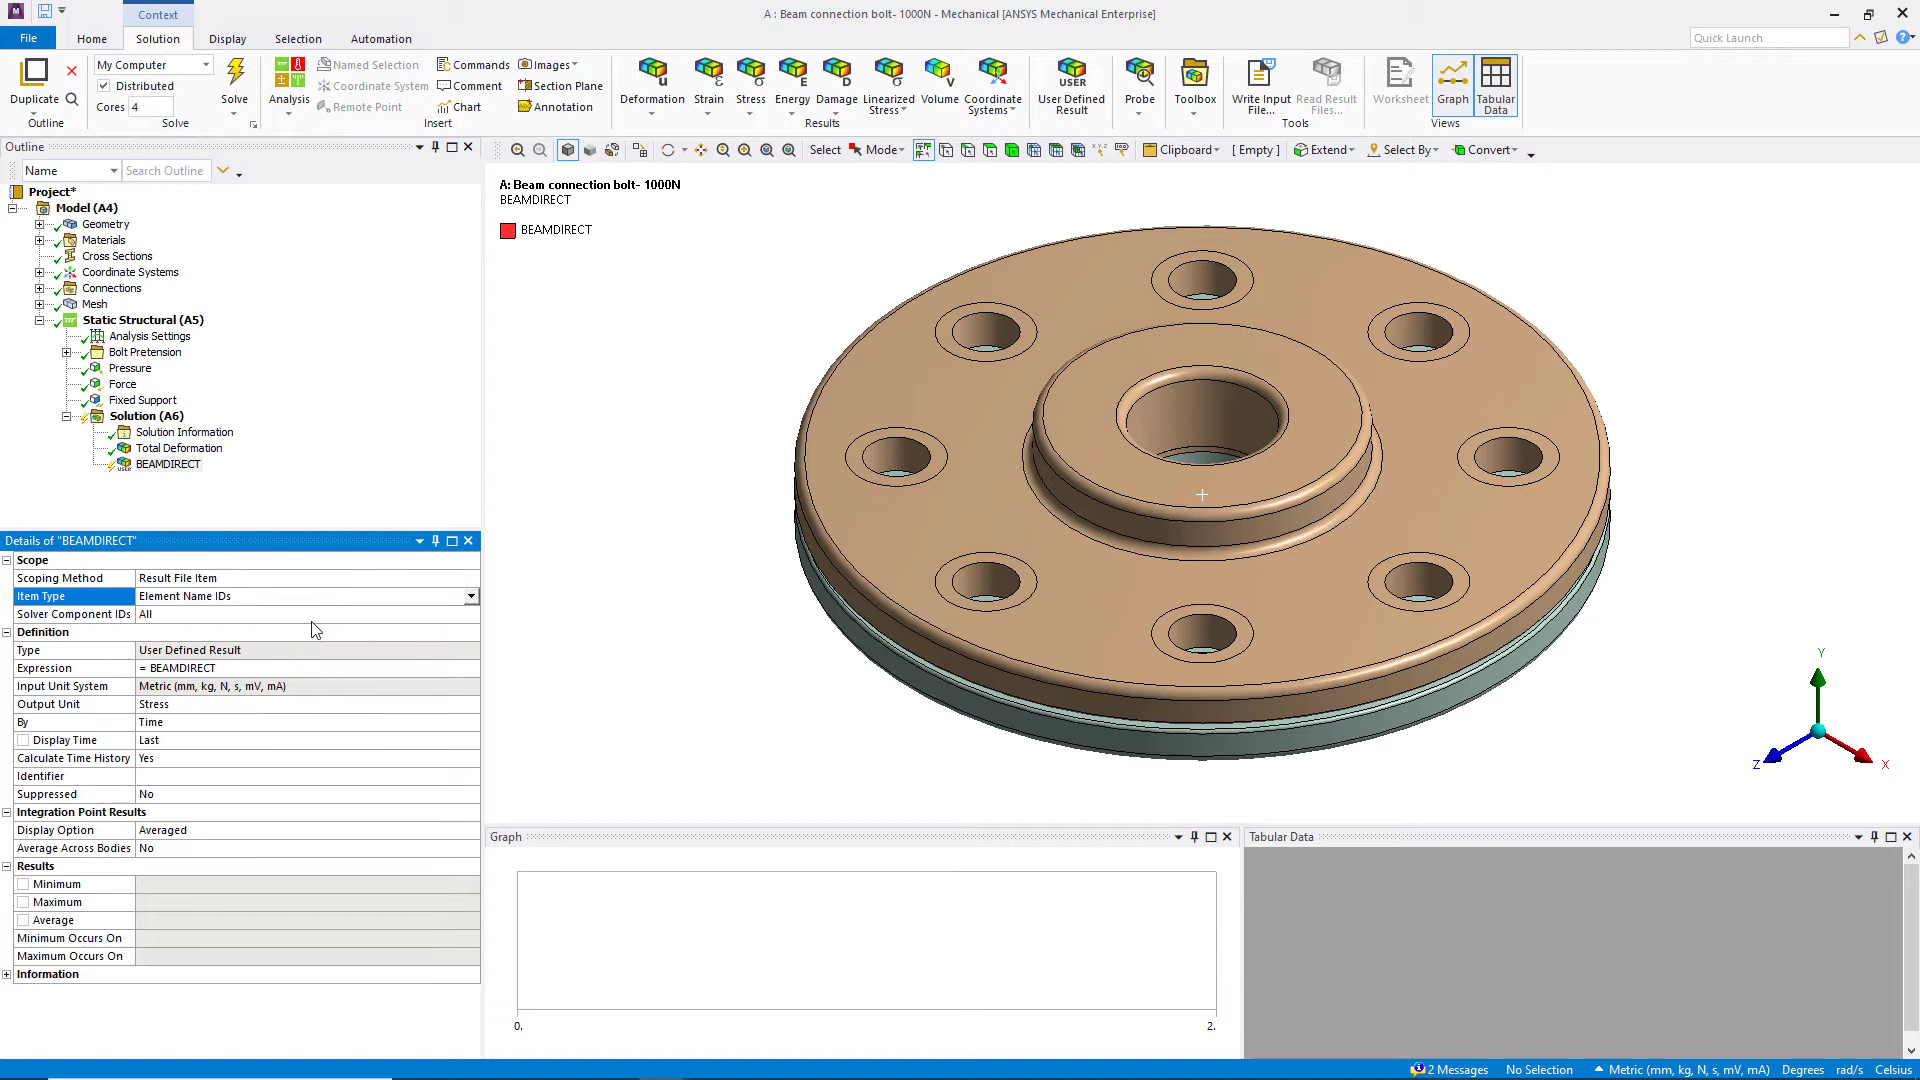 Context
A : Beam connection bolt- 1000N - Mechanical [ANSYS Mechanical Enterprise]
File
Home
Solution
Display
Selection
Automation
Quick Launch
Duplicate
Outline
My Computer
Distributed
Cores 4
Solve
Solve
Analysis
Named Selection
Coordinate System
Remote Point
Commands
Comment
Chart
Images
Section Plane
Annotation
Insert
Deformation
Strain
Stress
Energy
Damage
Linearized Stress
Volume
Coordinate Systems
Results
USER
User Defined Result
Probe
Toolbox
Write Input File...
Read Result Files...
Tools
Worksheet
Graph
Tabular Data
Views
Outline
Name
Search Outline
Select
Mode
Clipboard
[ Empty ]
Extend
Select By
Convert
Project*
Model (A4)
Geometry
Materials
Cross Sections
Coordinate Systems
Connections
Mesh
Static Structural (A5)
Analysis Settings
Bolt Pretension
Pressure
Force
Fixed Support
Solution (A6)
Solution Information
Total Deformation
BEAMDIRECT
A: Beam connection bolt- 1000N
BEAMDIRECT
BEAMDIRECT
Y
Z
X
Details of "BEAMDIRECT"
Scope
Scoping Method Result File Item
Item Type Element Name IDs
Solver Component IDs All
Definition
Type User Defined Result
Expression = BEAMDIRECT
Input Unit System Metric (mm, kg, N, s, mV, mA)
Output Unit Stress
By Time
Display Time Last
Calculate Time History Yes
Identifier
Suppressed No
Integration Point Results
Display Option Averaged
Average Across Bodies No
Results
Minimum
Maximum
Average
Minimum Occurs On
Maximum Occurs On
Information
Graph
0.
2.
Tabular Data
2 Messages
No Selection
Metric (mm, kg, N, s, mV, mA)
Degrees
rad/s
Celsius